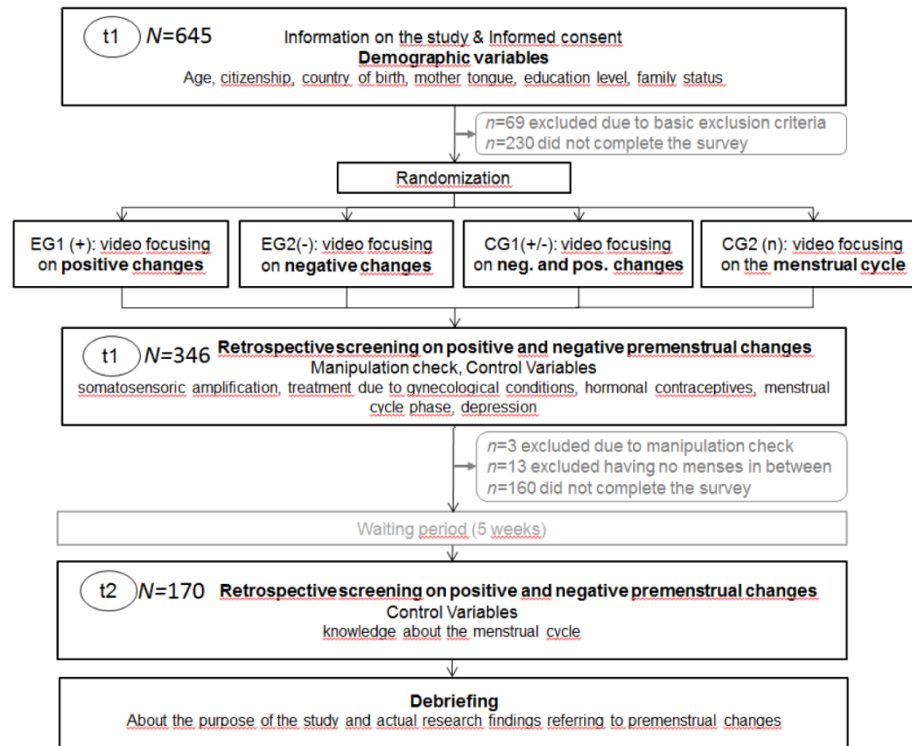 t1 N=645 Information on the study & Informed consent
Demographic variables
Age, citizenship, country of birth, mother tongue, education level, family status
n=69 excluded due to basic exclusion criteria
n=230 did not complete the survey
Randomization
EG1 (+): video focusing
on positive changes
EG2(-): video focusing
on negative changes
CG1(+/-): video focusing
on neg. and pos. changes
CG2 (n): video focusing
on the menstrual cycle
t1 N=346 Retrospective screening on positive and negative premenstrual changes
Manipulation check, Control Variables
somatosensoric amplification, treatment due to gynecological conditions, hormonal contraceptives, menstrual
cycle phase, depression
n=3 excluded due to manipulation check
n=13 excluded having no menses in between
n=160 did not complete the survey
Waiting period (5 weeks)
t2 N=170 Retrospective screening on positive and negative premenstrual changes
Control Variables
knowledge about the menstrual cycle
Debriefing
About the purpose of the study and actual research findings referring to premenstrual changes